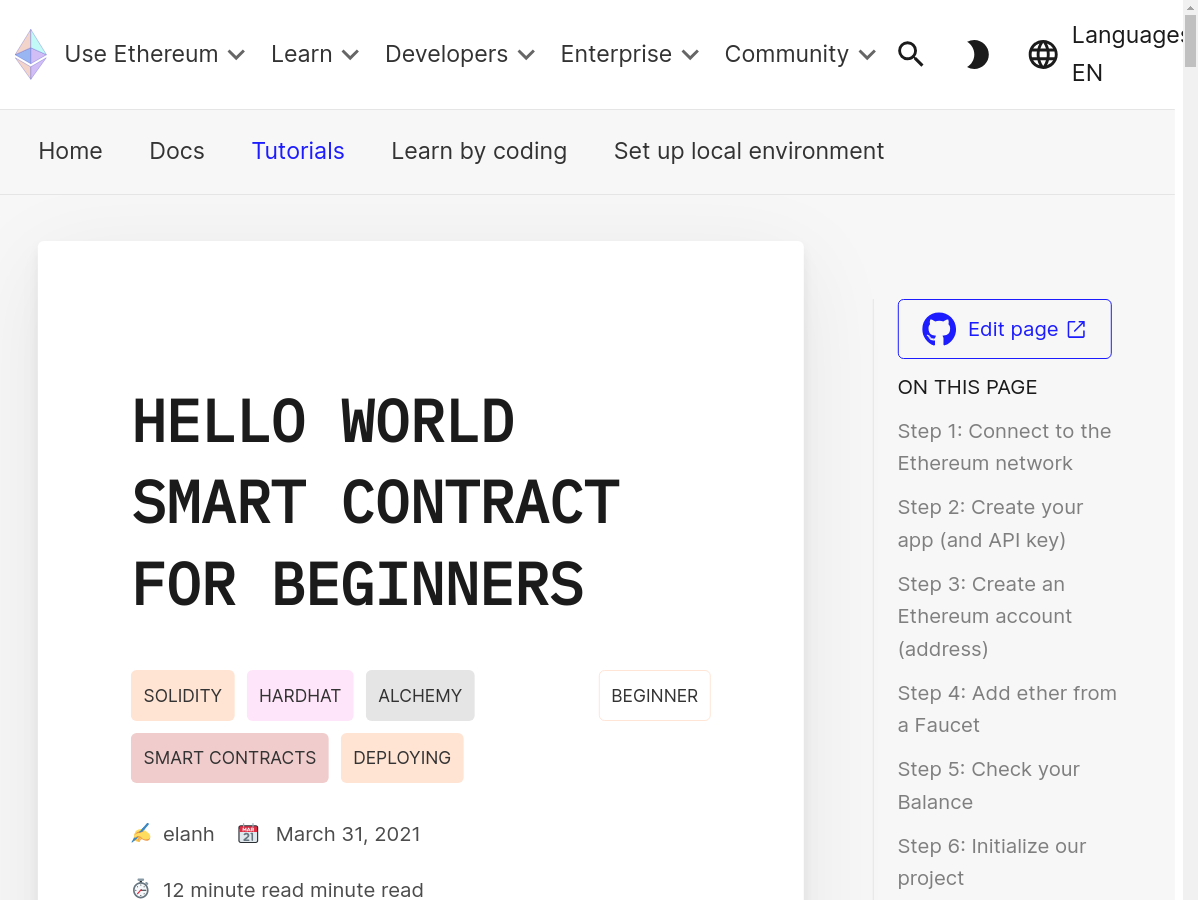 Use Ethereum
Learn
Developers
Enterprise
Community
Languages
EN
Home
Docs
Tutorials
Learn by coding
Set up local environment
HELLO WORLD
SMART CONTRACT
FOR BEGINNERS
SOLIDITY
HARDHAT
ALCHEMY
BEGINNER
SMART CONTRACTS
DEPLOYING
elanh
March 31, 2021
12 minute read minute read
Edit page
ON THIS PAGE
Step 1: Connect to the
Ethereum network
Step 2: Create your
app (and API key)
Step 3: Create an
Ethereum account
(address)
Step 4: Add ether from
a Faucet
Step 5: Check your
Balance
Step 6: Initialize our
project